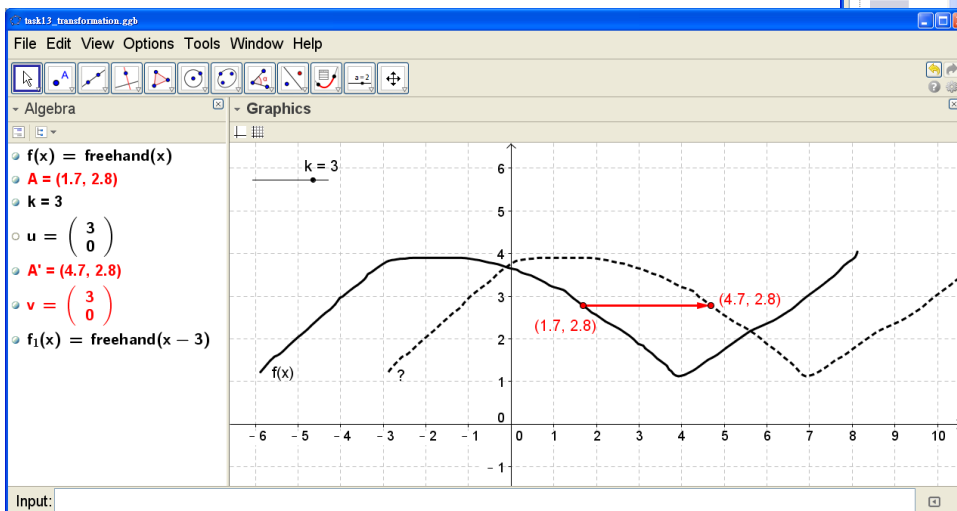 task13_transformation.ggb
File Edit View Options Tools Window Help
A
a=2
Algebra
Graphics
f(x) = freehand(x)
A = (1.7, 2.8)
k = 3
u = ( 3
0 )
A' = (4.7, 2.8)
v = ( 3
0 )
f₁(x) = freehand(x − 3)
k = 3
6
5
4
3
2
1
0
-1
(4.7, 2.8)
(1.7, 2.8)
f(x)
?
-6 -5 -4 -3 -2 -1 0 1 2 3 4 5 6 7 8 9 10
Input: